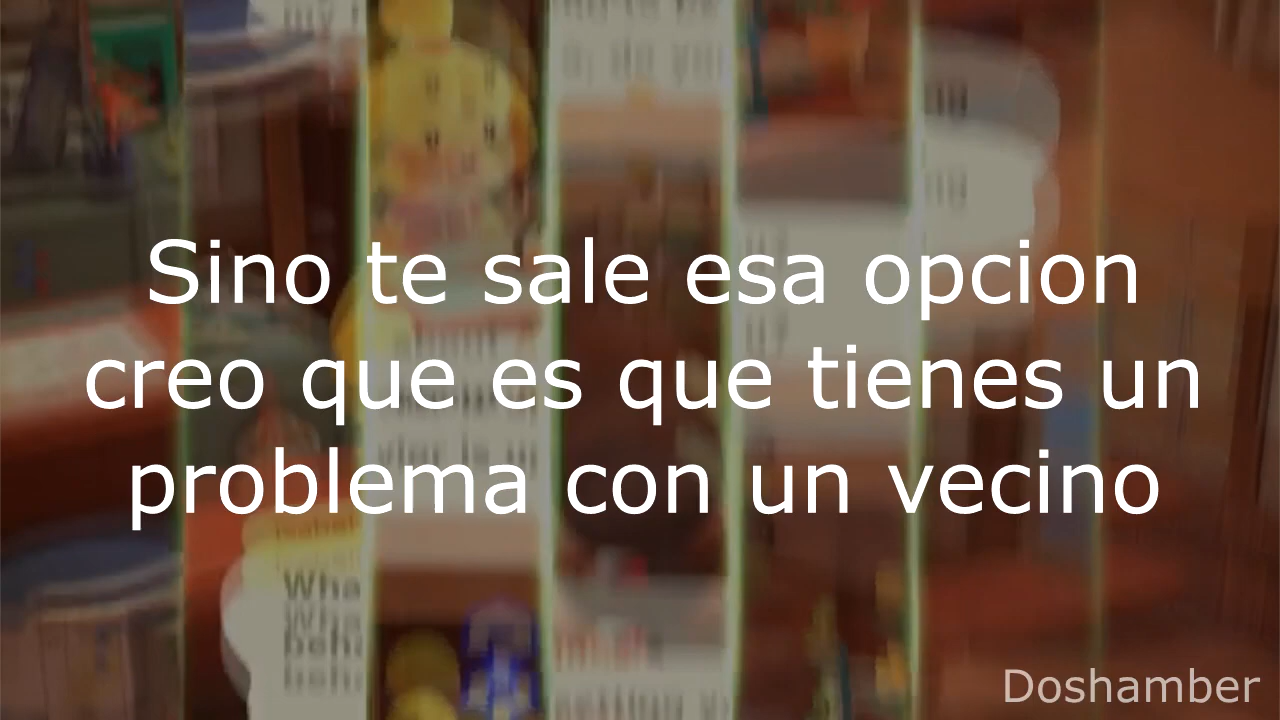 Sino te sale esa opcion
creo que es que tienes un
problema con un vecino
Doshamber